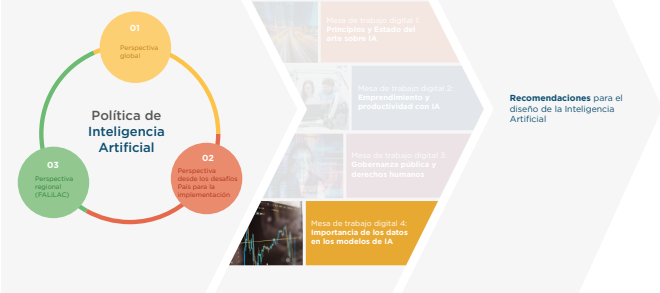 01
Perspectiva
global
Política de
Inteligencia
Artificial
03
Perspectiva
regional
(FALILAC)
02
Perspectiva
desde los desafíos
País para la
implementación
Mesa de trabajo digital 1:
Principios y Estado del
arte sobre IA
Mesa de trabajo digital 2:
Emprendimiento y
productividad con IA
Mesa de trabajo digital 3:
Gobernanza pública y
derechos humanos
Mesa de trabajo digital 4:
Importancia de los datos
en los modelos de IA
Recomendaciones para el
diseño de la Inteligencia
Artificial